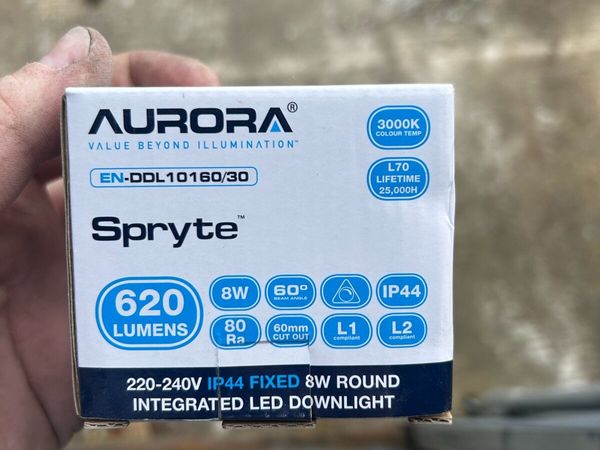 AURORA®
VALUE BEYOND ILLUMINATION™
EN-DDL10160/30
Spryte™
3000K
COLOUR TEMP
L70
LIFETIME
25,000H
620
LUMENS
8W
60°
BEAM ANGLE
IP44
80
Ra
60mm
CUT OUT
L1
compliant
L2
compliant
220-240V IP44 FIXED 8W ROUND
INTEGRATED LED DOWNLIGHT